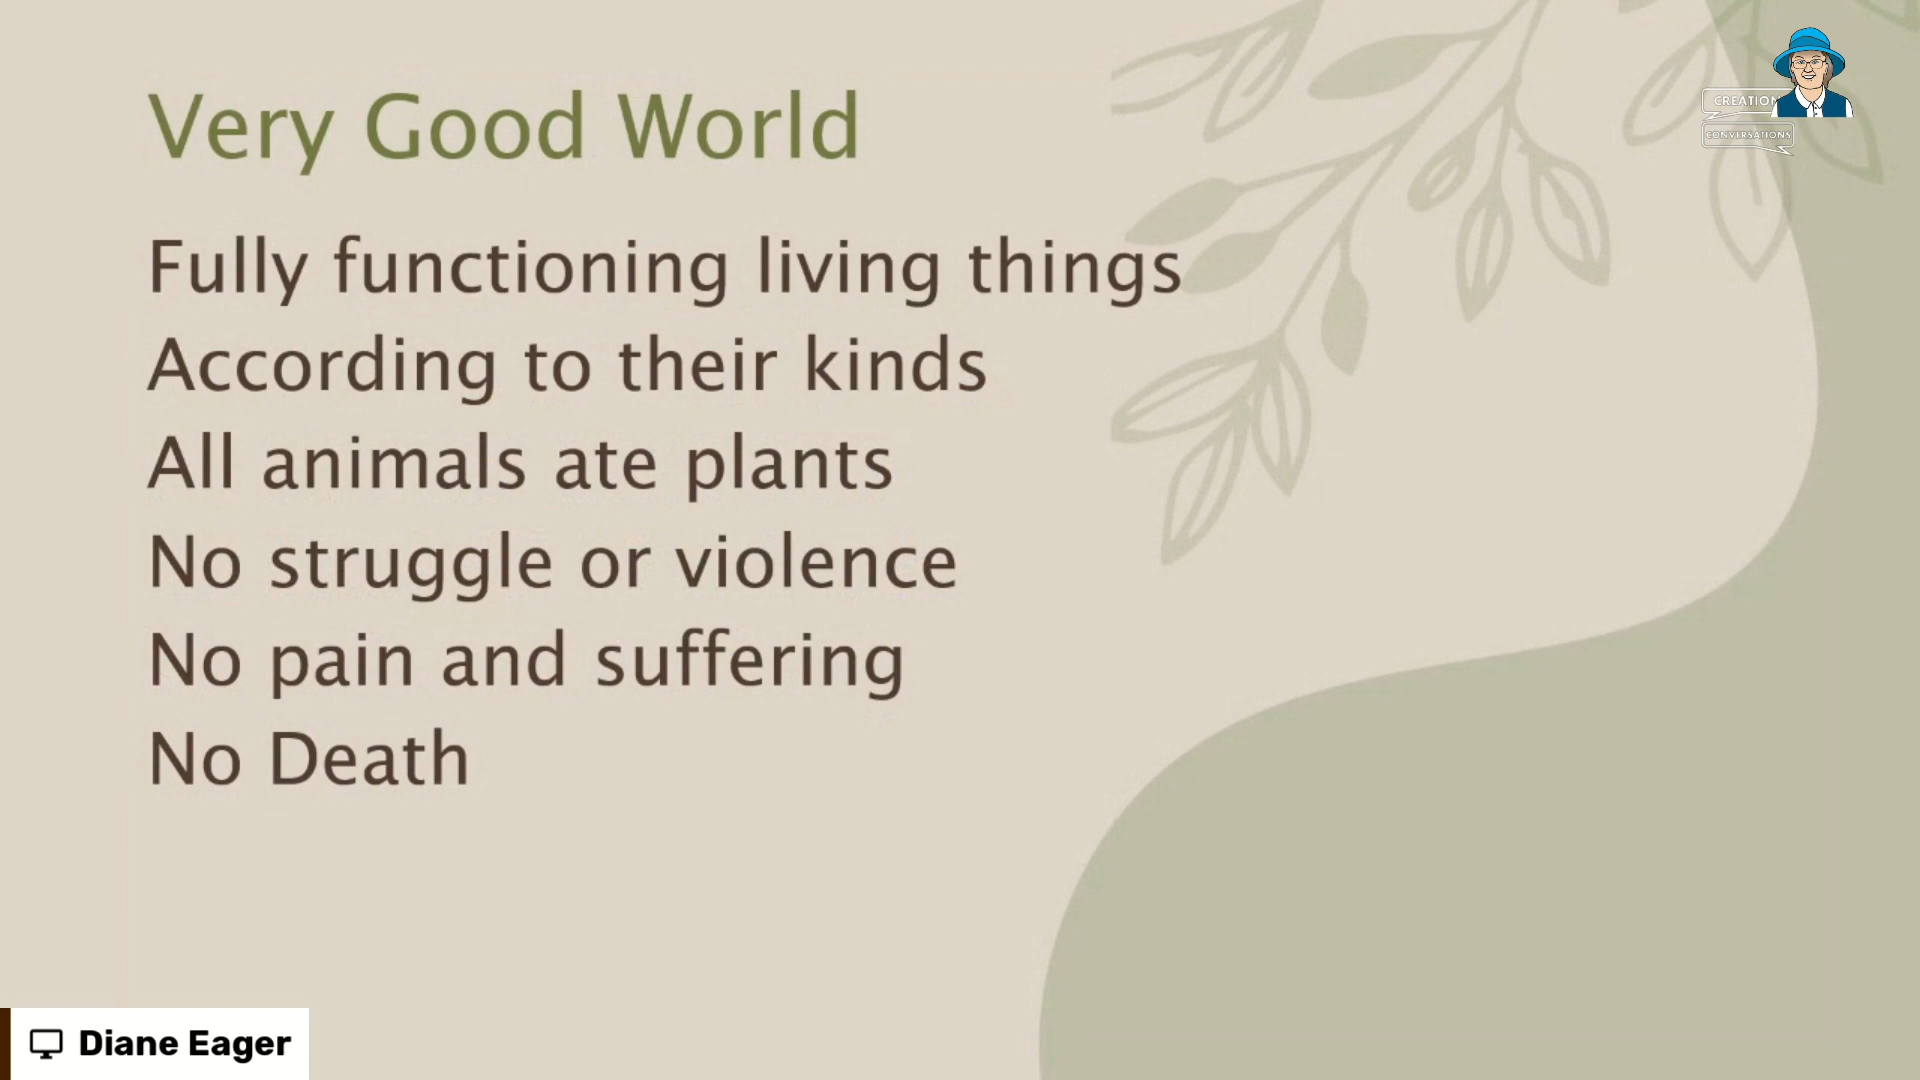 Very Good World
CREATION
CONVERSATIONS
Fully functioning living things
According to their kinds
All animals ate plants
No struggle or violence
No pain and suffering
No Death
Diane Eager